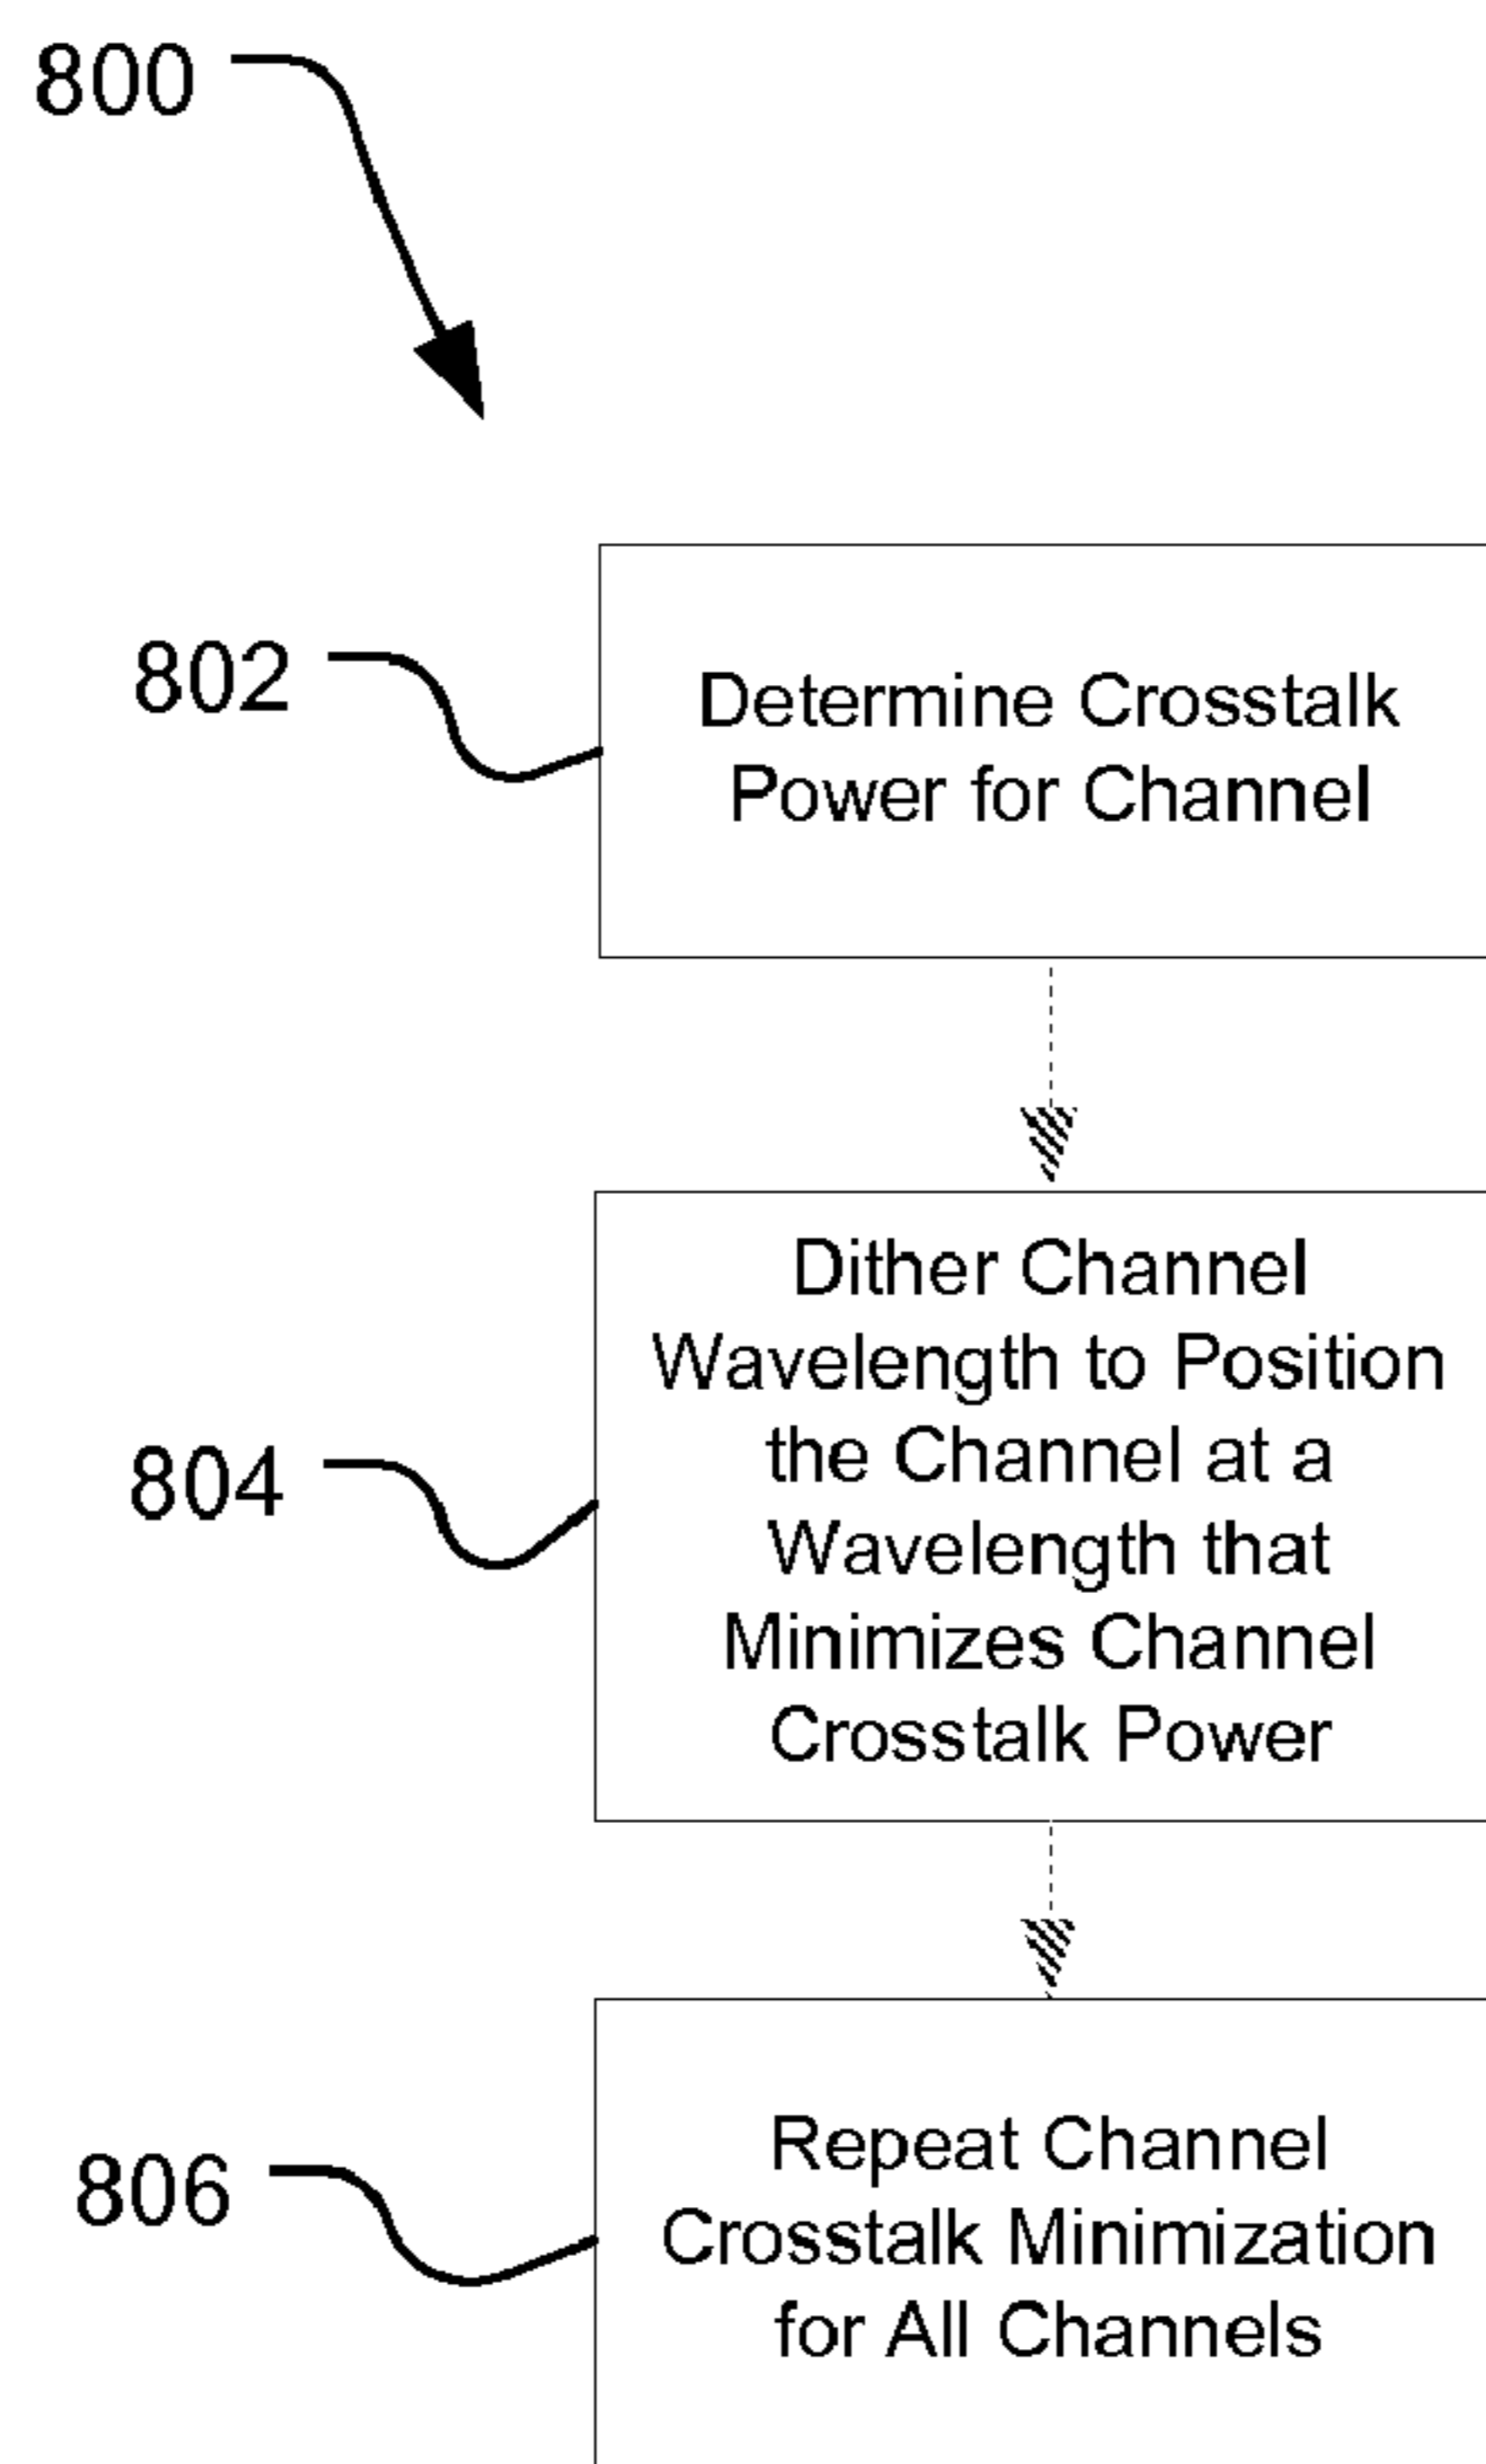 800
802
Determine Crosstalk
Power for Channel
804
Dither Channel
Wavelength to Position
the Channel at a
Wavelength that
Minimizes Channel
Crosstalk Power
806
Repeat Channel
Crosstalk Minimization
for All Channels